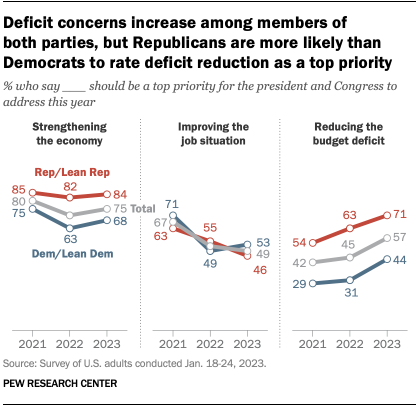 Deficit concerns increase among members of
both parties, but Republicans are more likely than
Democrats to rate deficit reduction as a top priority
% who say ___ should be a top priority for the president and Congress to
address this year
Strengthening
the economy
Rep/Lean Rep
85 82 84
80 75 Total
75 63 68
Dem/Lean Dem
2021 2022 2023
Improving the
job situation
71
67
63
55
49
53
49
46
2021 2022 2023
Reducing the
budget deficit
54 63 71
42 45 57
29 31 44
2021 2022 2023
Source: Survey of U.S. adults conducted Jan. 18-24, 2023.
PEW RESEARCH CENTER